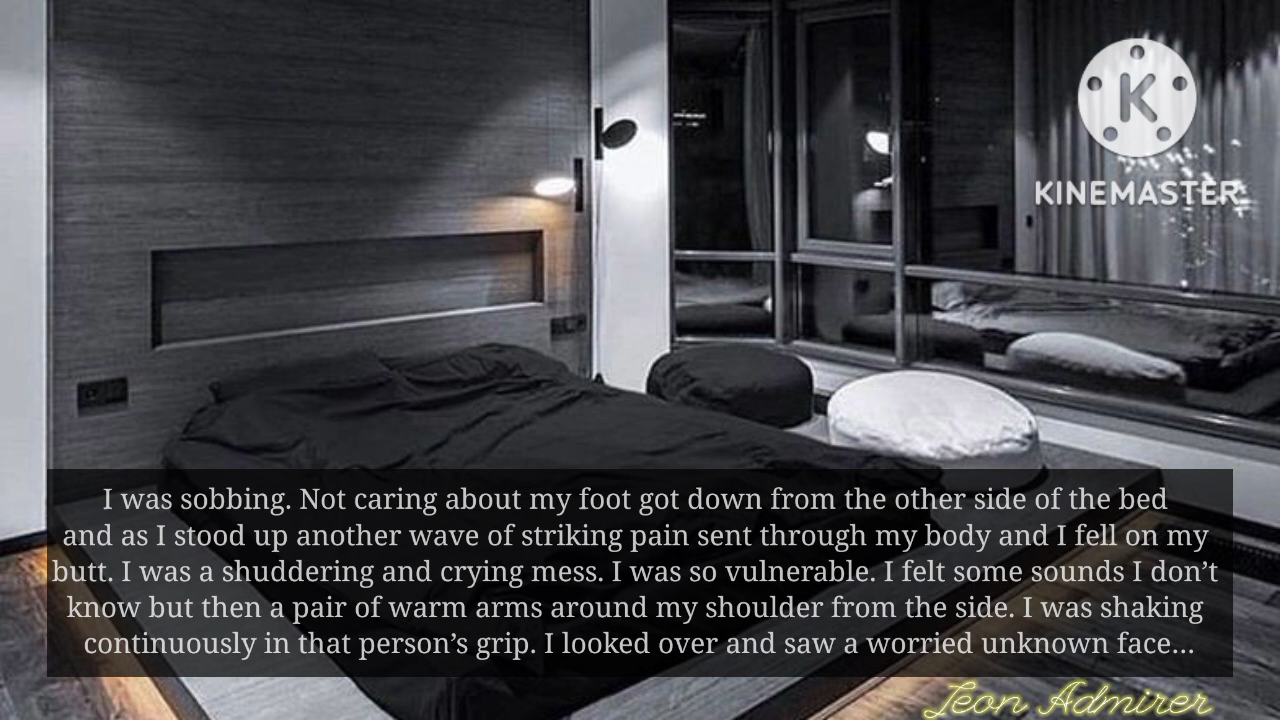 KINEMASTER
I was sobbing. Not caring about my foot got down from the other side of the bed
and as I stood up another wave of striking pain sent through my body and I fell on my
butt. I was a shuddering and crying mess. I was so vulnerable. I felt some sounds I don’t
know but then a pair of warm arms around my shoulder from the side. I was shaking
continuously in that person’s grip. I looked over and saw a worried unknown face...
Leon Admirer